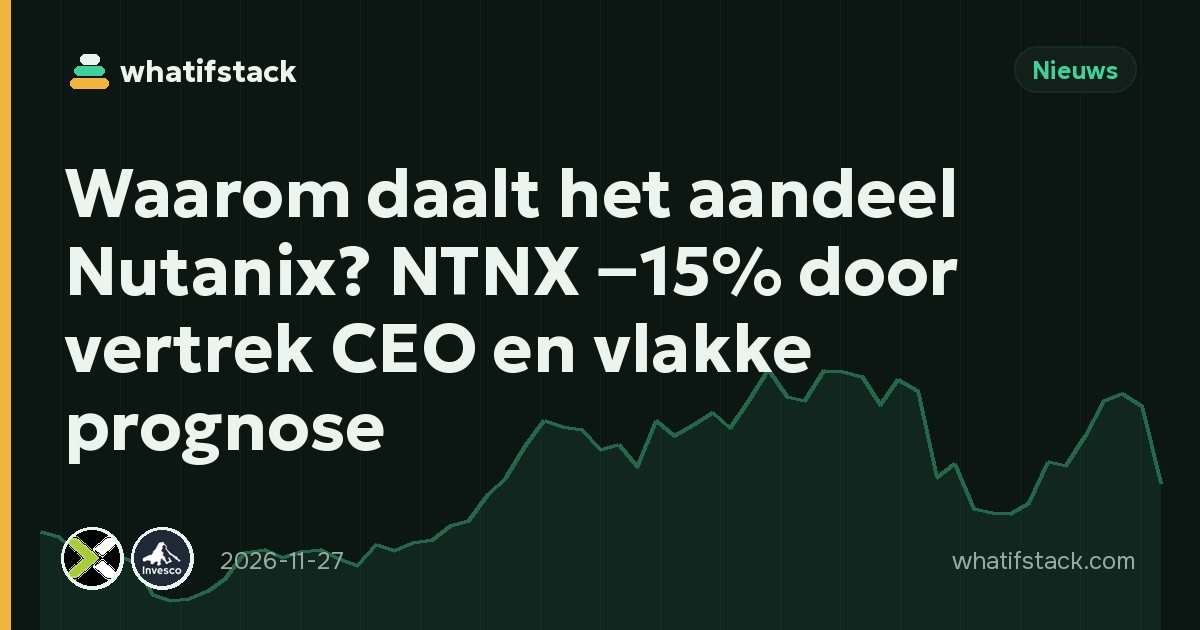 whatifstack
Nieuws
Waarom daalt het aandeel
Nutanix? NTNX −15% door
vertrek CEO en vlakke
prognose
Invesco
2026-11-27
whatifstack.com